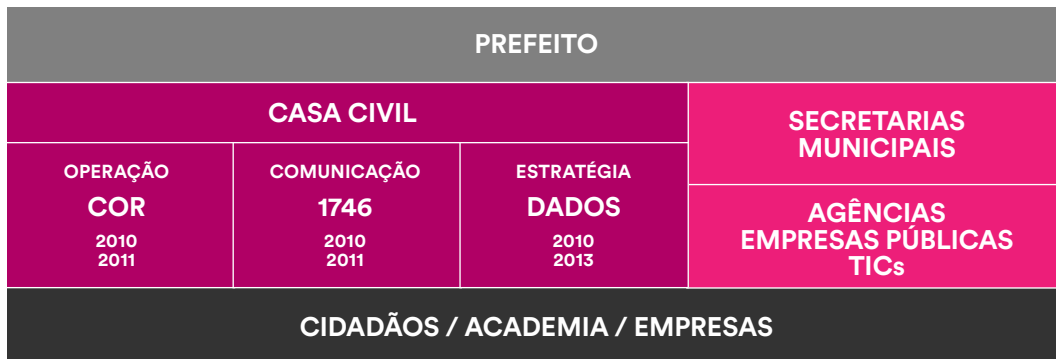 PREFEITO
CASA CIVIL
OPERAÇÃO
COR
2010
2011
COMUNICAÇÃO
1746
2010
2011
ESTRATÉGIA
DADOS
2010
2013
SECRETARIAS
MUNICIPAIS
AGÊNCIAS
EMPRESAS PÚBLICAS
TICs
CIDADÃOS / ACADEMIA / EMPRESAS